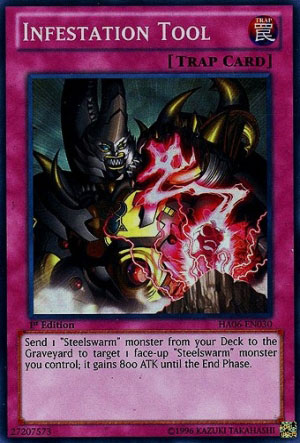 INFESTATION TOOL
TRAP
罠
[TRAP CARD]
1st Edition
HA06-EN030
Send 1 "Steelswarm" monster from your Deck to the
Graveyard to target 1 face-up "Steelswarm" monster
you control; it gains 800 ATK until the End Phase.
27207573
©1996 KAZUKI TAKAHASHI